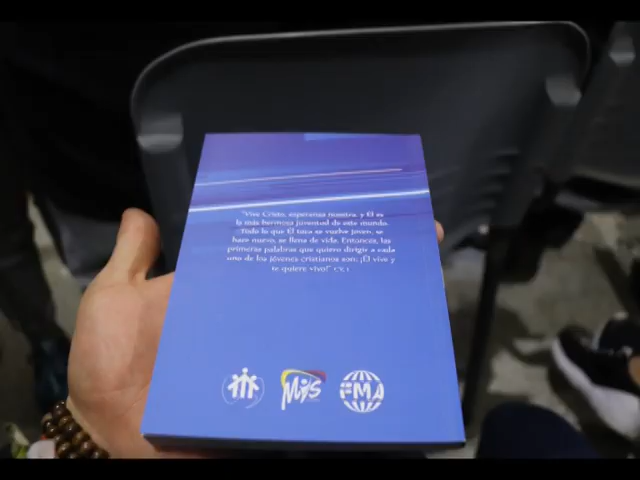 "Vive Cristo, esperanza nuestra, y Él es
la más hermosa juventud de este mundo.
Todo lo que Él toca se vuelve joven, se
hace nuevo, se llena de vida. Entonces, las
primeras palabras que quiero dirigir a cada
uno de los jóvenes cristianos son: ¡Él vive y
te quiere vivo!" CV, 1
MJS FMA